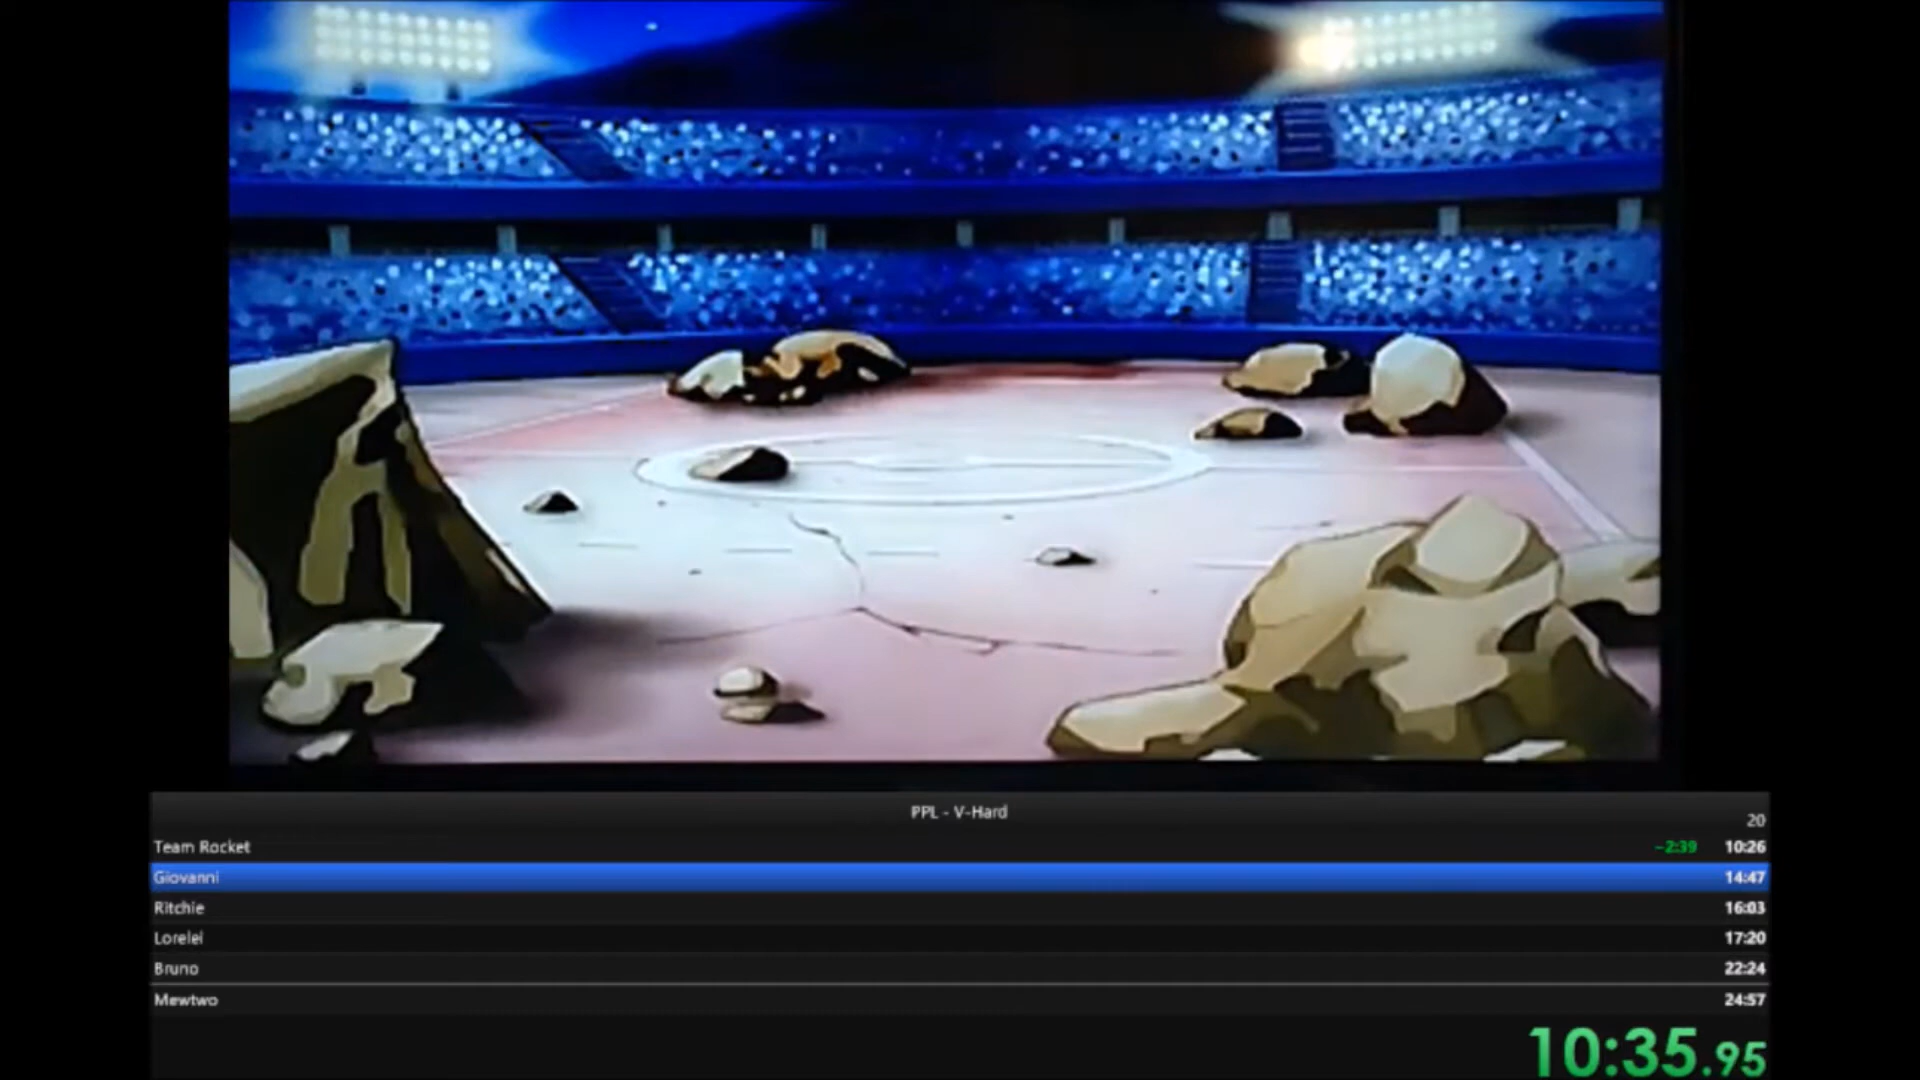 PPL - V-Hard
20
Team Rocket -2:39 10:26
Giovanni 14:47
Ritchie 16:03
Lorelei 17:20
Bruno 22:24
Mewtwo 24:57
10:35.95